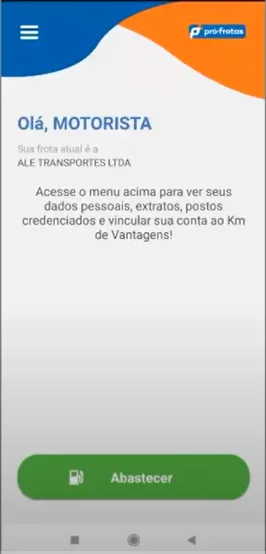 pro-frotas
Olá, MOTORISTA
Sua frota atual é a
ALE TRANSPORTES LTDA
Acesse o menu acima para ver seus
dados pessoais, extratos, postos
credenciados e vincular sua conta ao Km
de Vantagens!
Abastecer